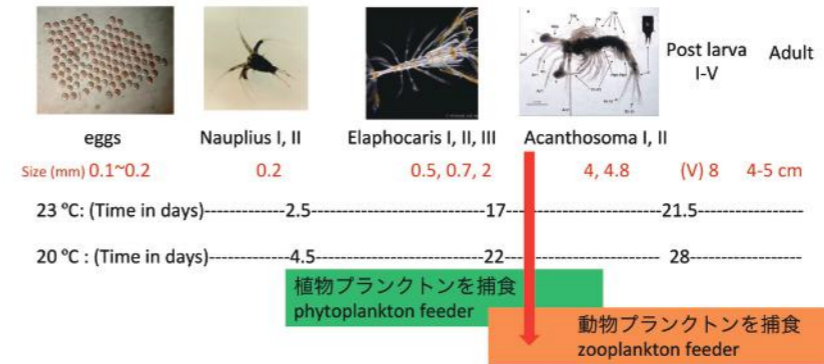 Post larva
I-V
Adult
eggs
Nauplius I, II
Elaphocaris I, II, III
Acanthosoma I, II
Size (mm) 0.1~0.2
0.2
0.5, 0.7, 2
4, 4.8
(V) 8
4-5 cm
23 ºC: (Time in days)--------------2.5------------------------------17---------------------------21.5------------------
20 ºC : (Time in days)--------------4.5-----------------------------22--------------------------- 28-------------------
植物プランクトンを捕食
phytoplankton feeder
動物プランクトンを捕食
zooplankton feeder